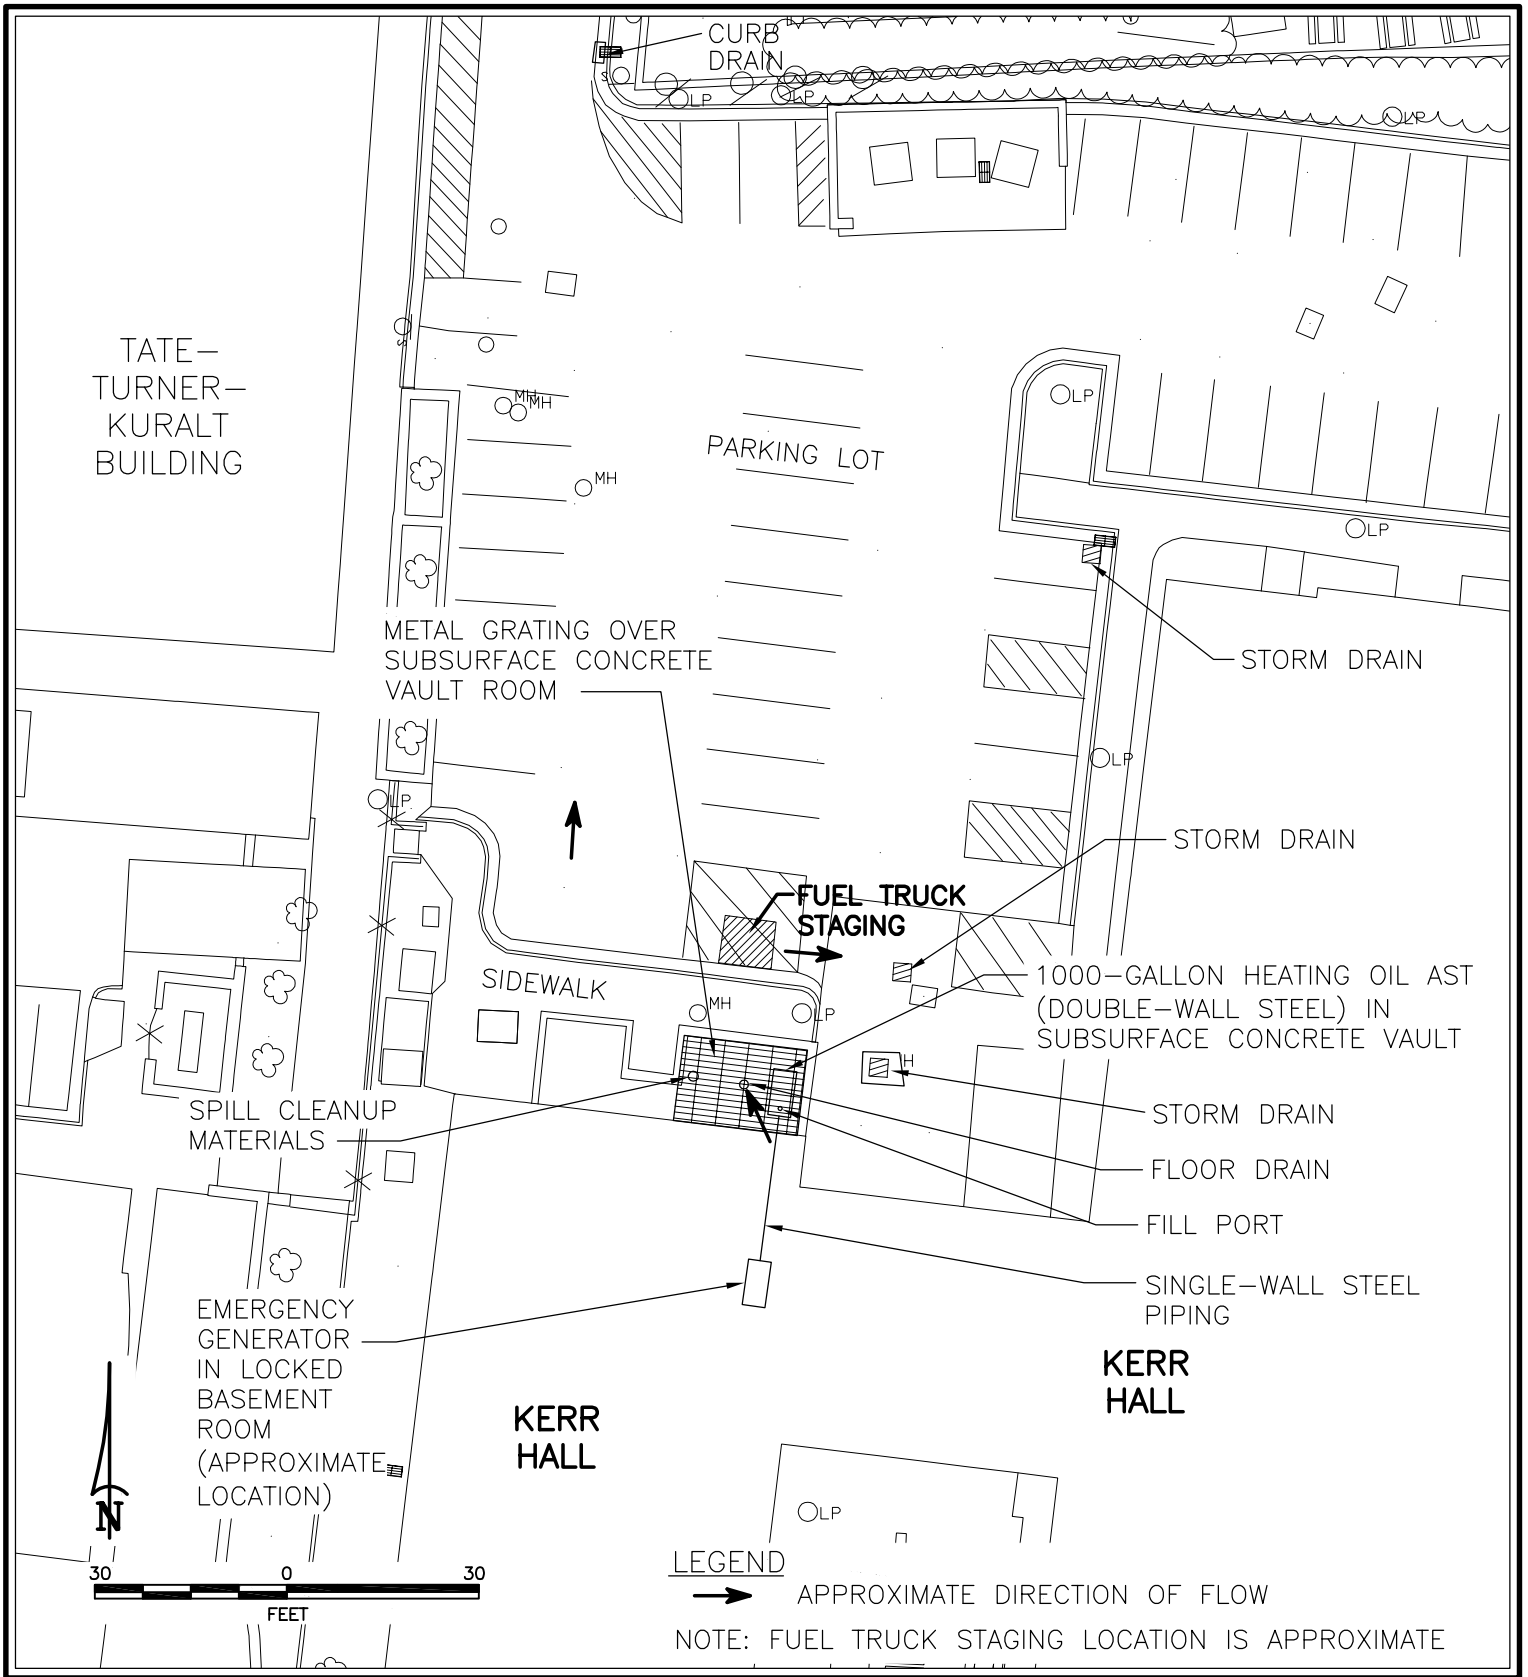 CURB
DRAIN
S
LP
LP
LP
TATE-
TURNER-
KURALT
BUILDING
S
MH
MH
LP
PARKING LOT
MH
LP
METAL GRATING OVER
SUBSURFACE CONCRETE
VAULT ROOM
STORM DRAIN
LP
LP
STORM DRAIN
FUEL TRUCK
STAGING
SIDEWALK
1000-GALLON HEATING OIL AST
(DOUBLE-WALL STEEL) IN
SUBSURFACE CONCRETE VAULT
MH
LP
H
SPILL CLEANUP
MATERIALS
STORM DRAIN
FLOOR DRAIN
FILL PORT
SINGLE-WALL STEEL
PIPING
EMERGENCY
GENERATOR
IN LOCKED
BASEMENT
ROOM
(APPROXIMATE
LOCATION)
KERR
HALL
KERR
HALL
N
LP
30 0 30
FEET
LEGEND
APPROXIMATE DIRECTION OF FLOW
NOTE: FUEL TRUCK STAGING LOCATION IS APPROXIMATE